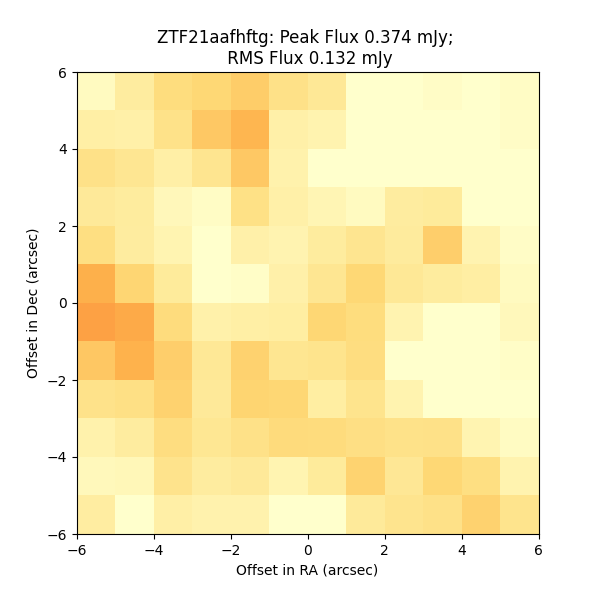 ZTF21aafhftg: Peak Flux 0.374 mJy;
RMS Flux 0.132 mJy
6
4
2
0
−2
−4
−6
Offset in Dec (arcsec)
−6 −4 −2 0 2 4 6
Offset in RA (arcsec)